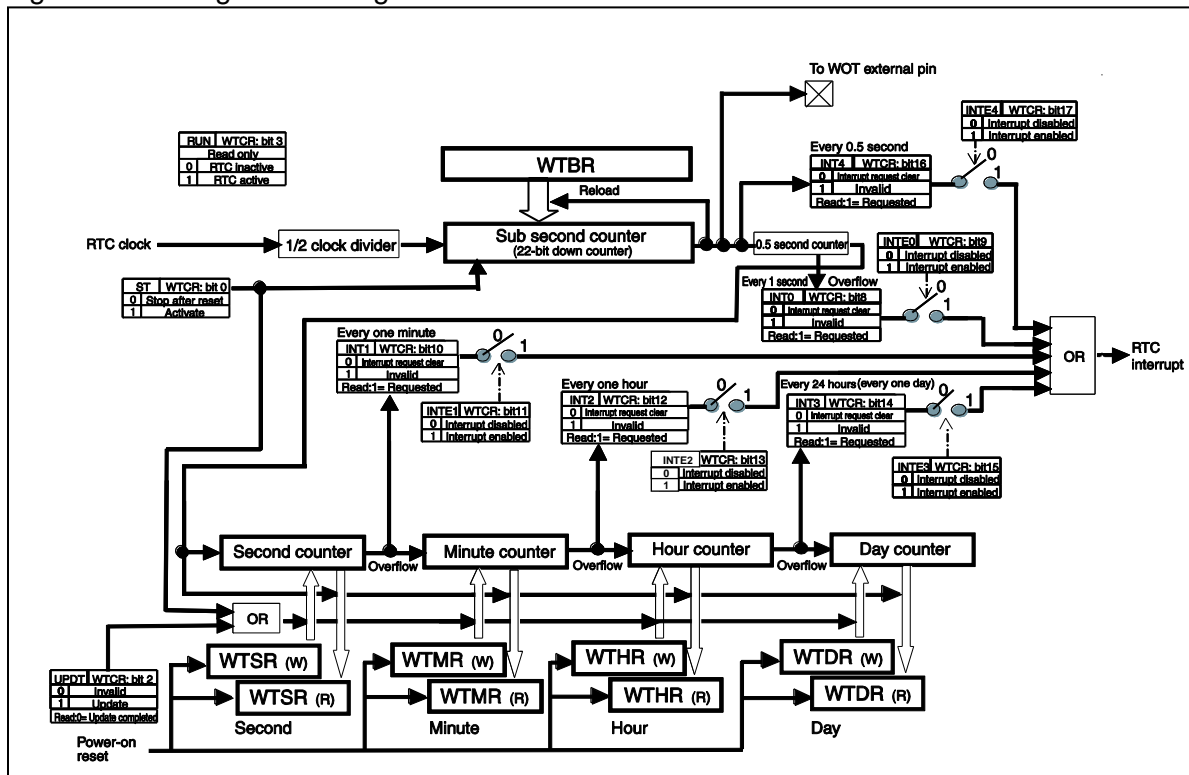 To WOT external pin
INTE4 WTCR: bit17
0 Interrupt disabled
1 Interrupt enabled
RUN WTCR: bit 3
Read only
0 RTC inactive
1 RTC active
WTBR
Reload
Every 0.5 second
INT4 WTCR: bit16
0 Interrupt request clear
1 Invalid
Read:1= Requested
0
1
RTC clock
1/2 clock divider
Sub second counter
(22-bit down counter)
0.5 second counter
INTE0 WTCR: bit9
0 Interrupt disabled
1 Interrupt enabled
ST WTCR: bit 0
0 Stop after reset
1 Activate
Every 1 second Overflow
INT0 WTCR: bit8
0 Interrupt request clear
1 Invalid
Read:1= Requested
0
1
Every one minute
INT1 WTCR: bit10
0 Interrupt request clear
1 Invalid
Read:1= Requested
0
1
INTE1 WTCR: bit11
0 Interrupt disabled
1 Interrupt enabled
OR
RTC
interrupt
Every one hour
INT2 WTCR: bit12
0 Interrupt request clear
1 Invalid
Read:1= Requested
0
1
INTE2 WTCR: bit13
0 Interrupt disabled
1 Interrupt enabled
Every 24 hours (every one day)
INT3 WTCR: bit14
0 Interrupt request clear
1 Invalid
Read:1= Requested
0
1
INTE3 WTCR: bit15
0 Interrupt disabled
1 Interrupt enabled
Second counter
Overflow
Minute counter
Overflow
Hour counter
Overflow
Day counter
OR
UPDT WTCR: bit 2
0 Invalid
1 Update
Read:0= Update completed
WTSR (W)
WTSR (R)
Second
WTMR (W)
WTMR (R)
Minute
WTHR (W)
WTHR (R)
Hour
WTDR (W)
WTDR (R)
Day
Power-on
reset